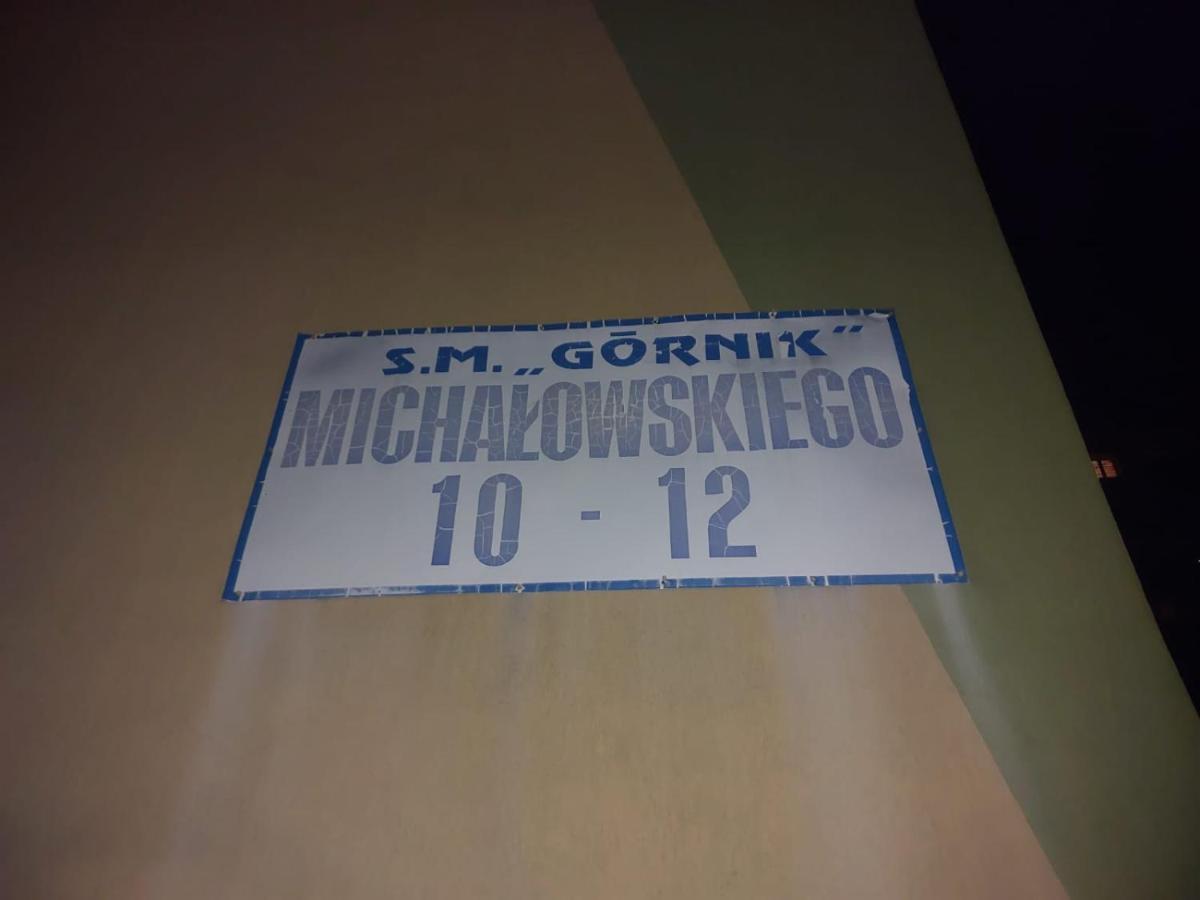 S.M. „GÓRNIK”
MICHAŁOWSKIEGO
10 - 12